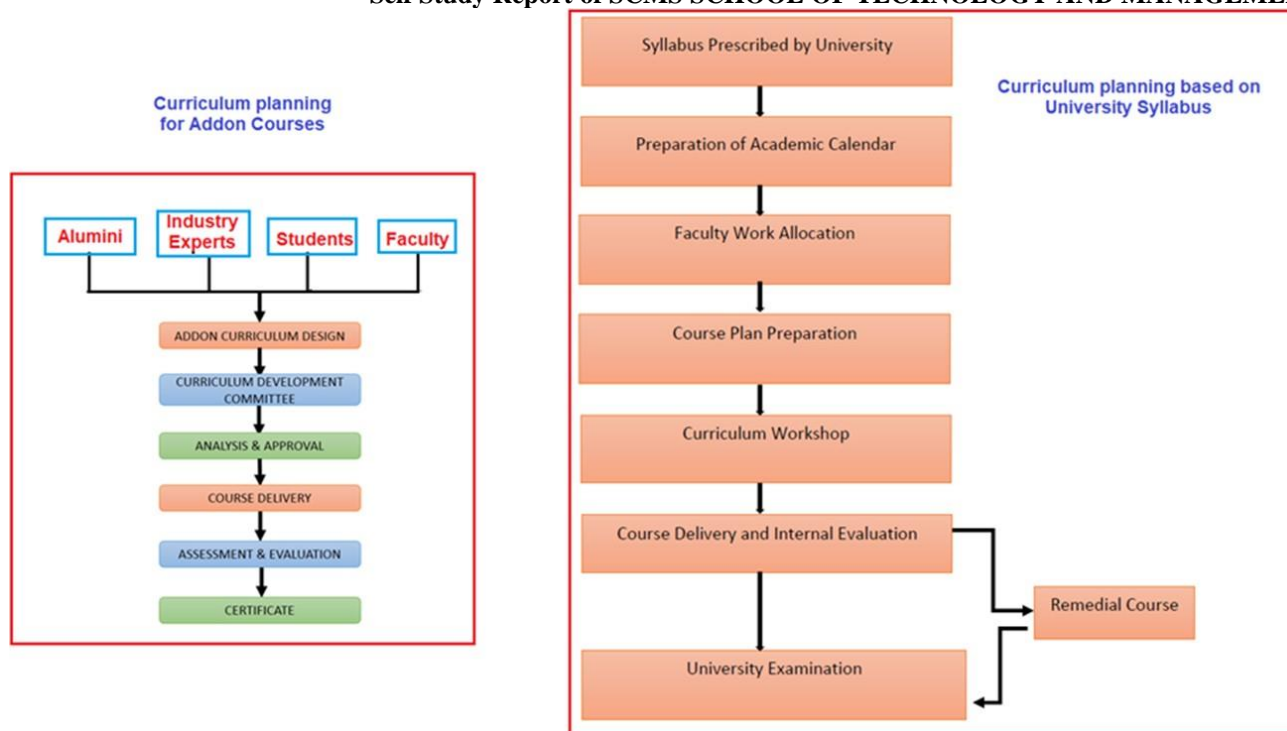 Self Study Report of SCMS SCHOOL OF TECHNOLOGY AND
Curriculum planning
for Addon Courses
Alumini
Industry
Experts
Students
Faculty
ADDON CURRICULUM DESIGN
CURRICULUM DEVELOPMENT
COMMITTEE
ANALYSIS & APPROVAL
COURSE DELIVERY
ASSESSMENT & EVALUATION
CERTIFICATE
Curriculum planning based on
University Syllabus
Syllabus Prescribed by University
Preparation of Academic Calendar
Faculty Work Allocation
Course Plan Preparation
Curriculum Workshop
Course Delivery and Internal Evaluation
Remedial Course
University Examination